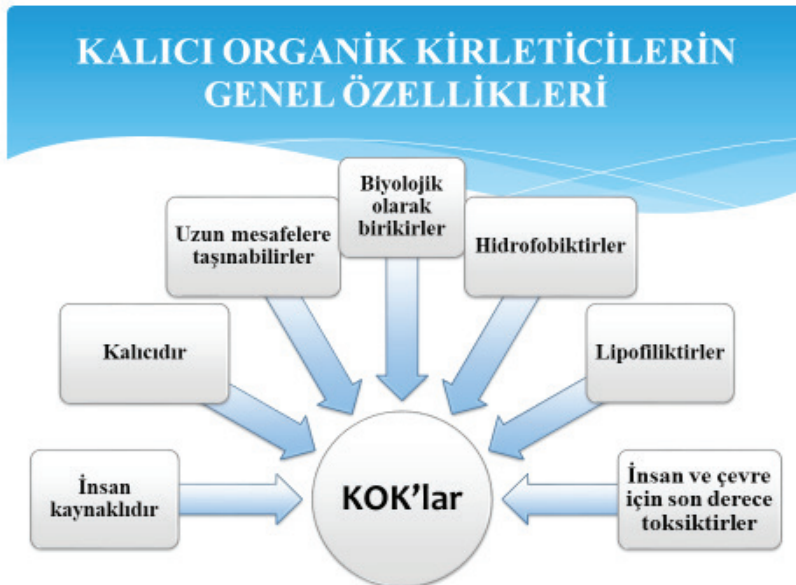 KALICI ORGANİK KİRLETİCİLERİN
GENEL ÖZELLİKLERİ
İnsan
kaynaklıdır
Kalıcıdır
Uzun mesafelere
taşınabilirler
Biyolojik
olarak
birikirler
Hidrofobiktirler
Lipofiliktirler
İnsan ve çevre
için son derece
toksiktirler
KOK’lar